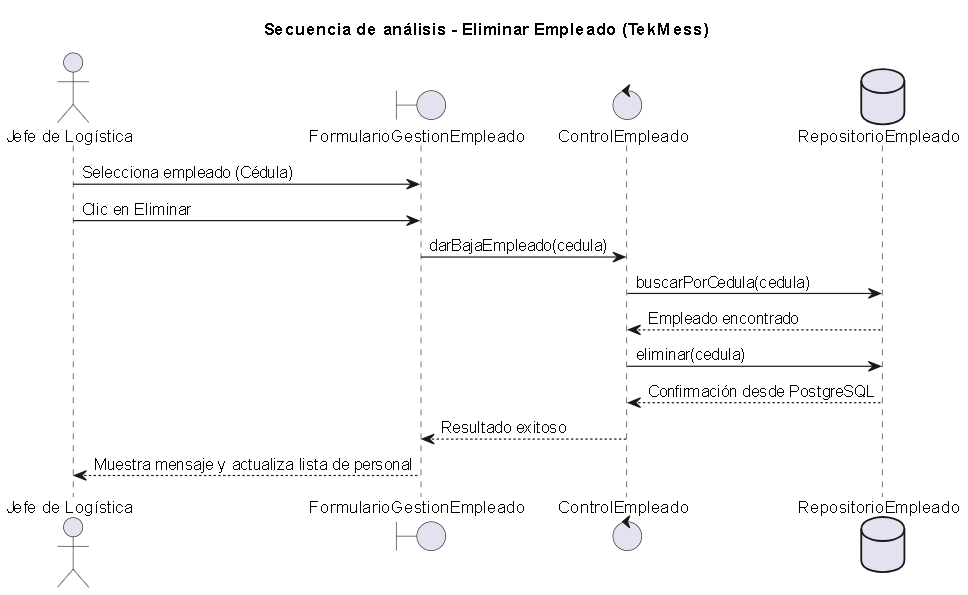 Secuencia de análisis - Eliminar Empleado (TekMess)
Jefe de Logística
FormularioGestionEmpleado
ControlEmpleado
RepositorioEmpleado
Selecciona empleado (Cédula)
Clic en Eliminar
darBajaEmpleado(cedula)
buscarPorCedula(cedula)
Empleado encontrado
eliminar(cedula)
Confirmación desde PostgreSQL
Resultado exitoso
Muestra mensaje y actualiza lista de personal
Jefe de Logística
FormularioGestionEmpleado
ControlEmpleado
RepositorioEmpleado